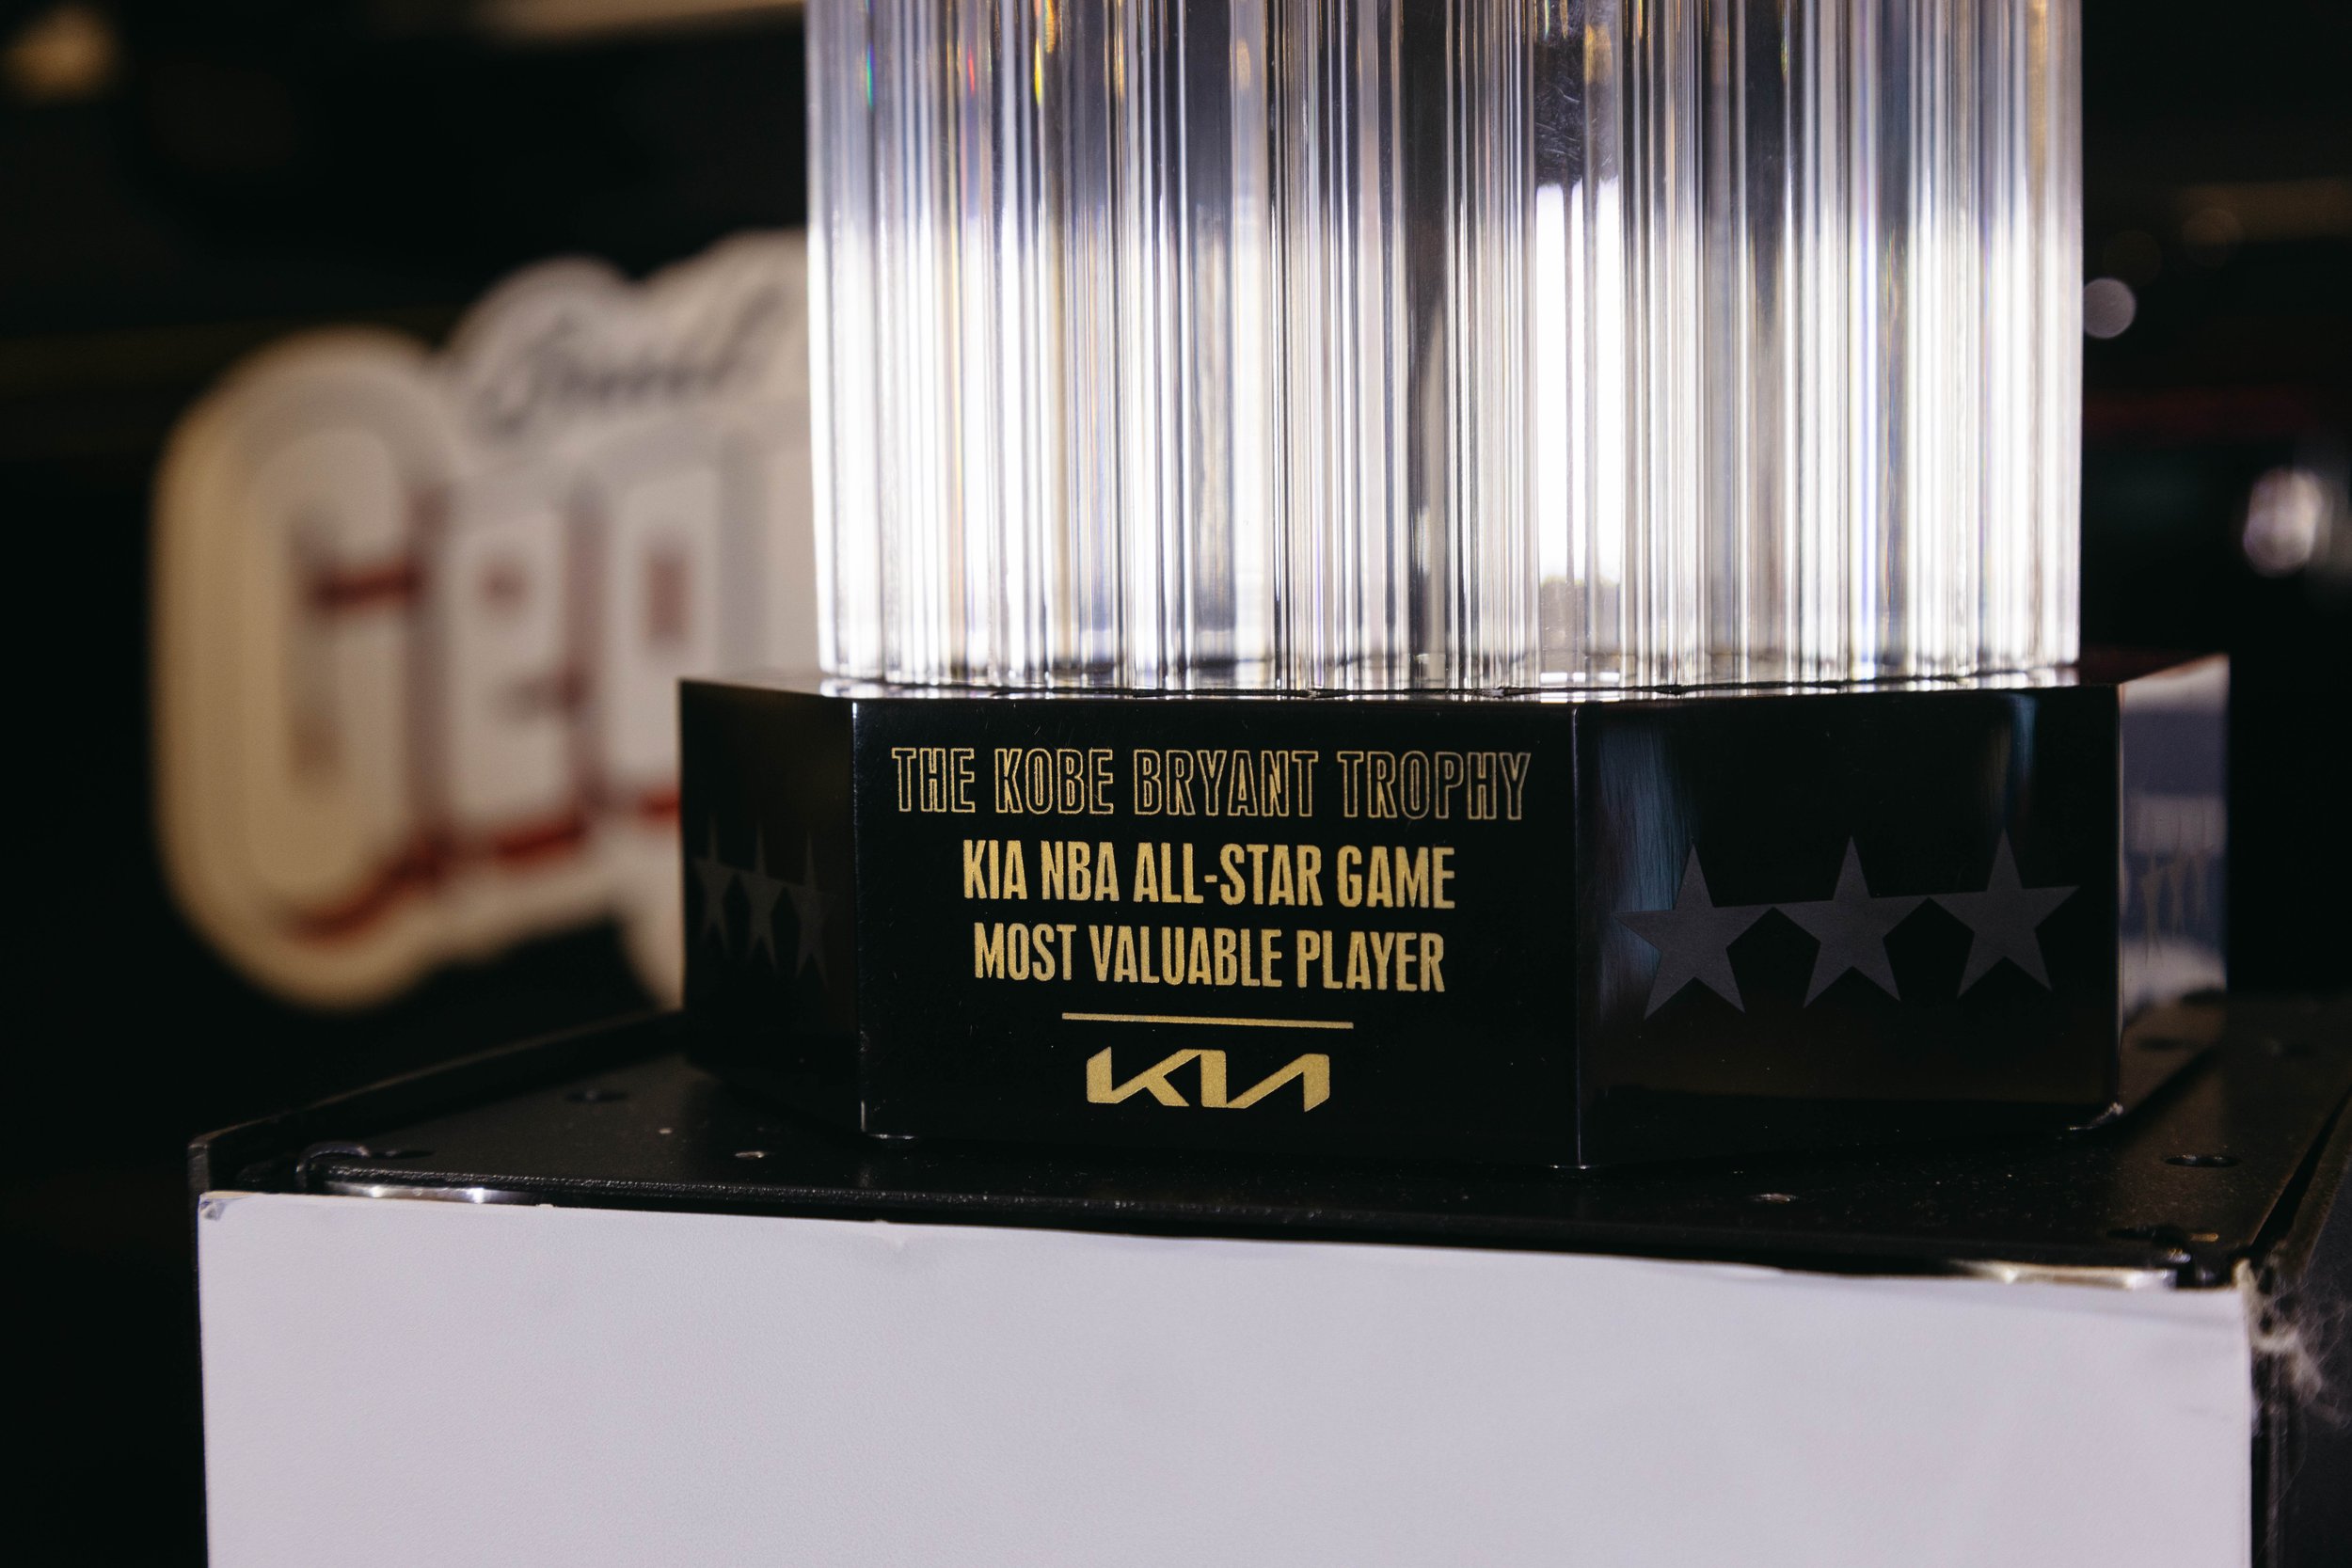 THE KOBE BRYANT TROPHY
KIA NBA ALL-STAR GAME
MOST VALUABLE PLAYER
KIA